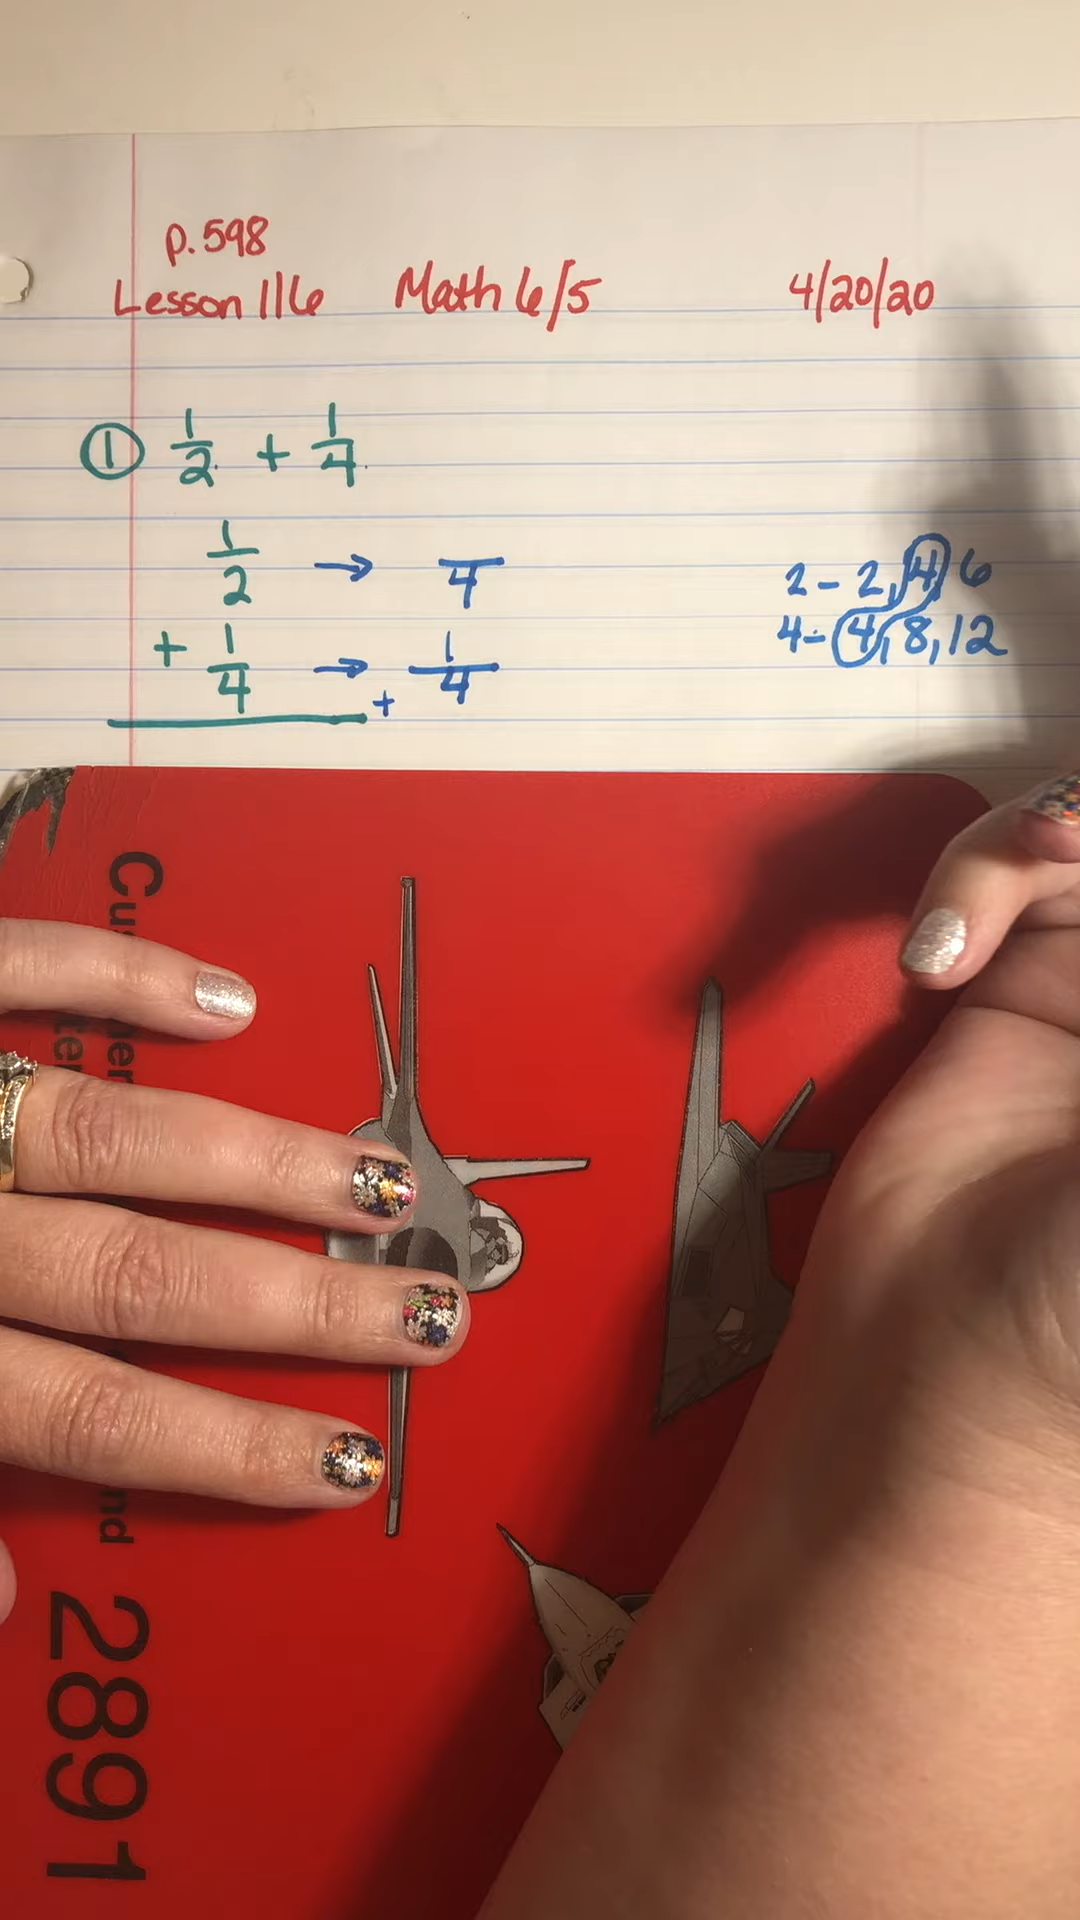 p.598
Lesson 116 Math 6/5 4/20/20
① 1/2 + 1/4
1/2 → /4
+ 1/4 → + 1/4
2 - 2, 4, 6
4 - 4, 8, 12
2891